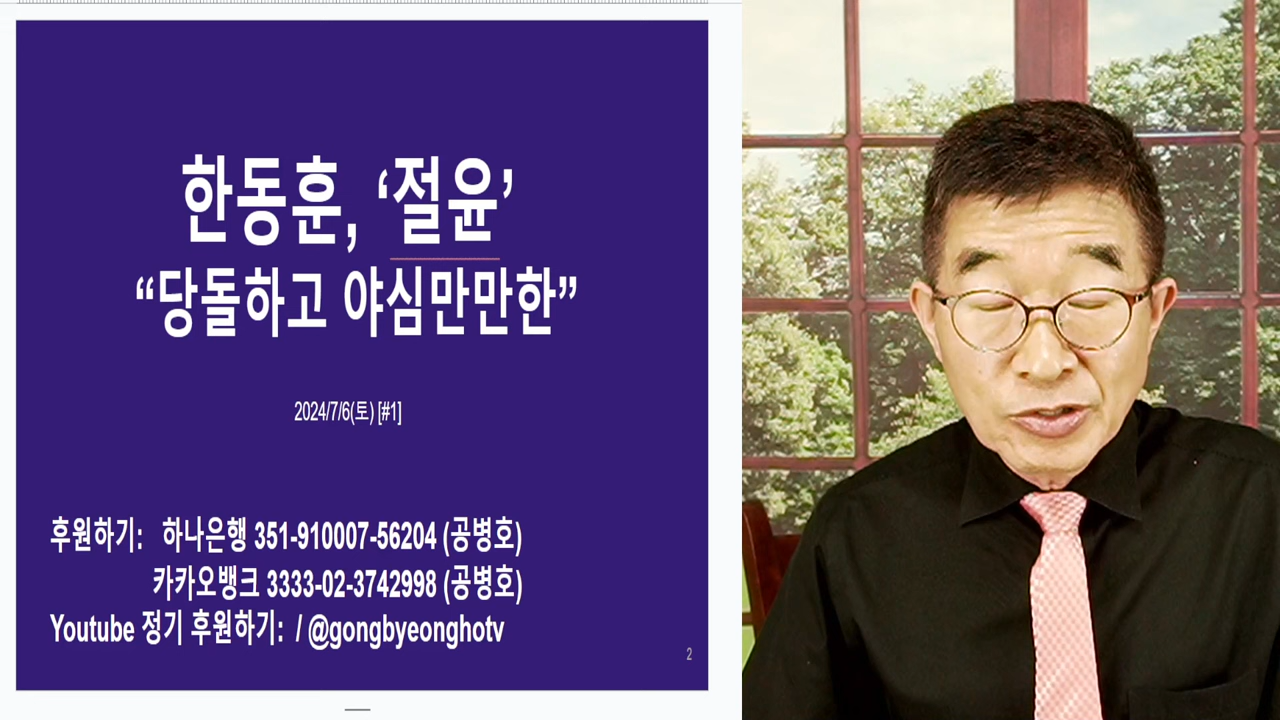 한동훈, ‘절윤’
“당돌하고 야심만만한”
2024/7/6(토) [#1]
후원하기: 하나은행 351-910007-56204 (공병호)
카카오뱅크 3333-02-3742998 (공병호)
Youtube 정기 후원하기: / @gongbyeonghotv
2